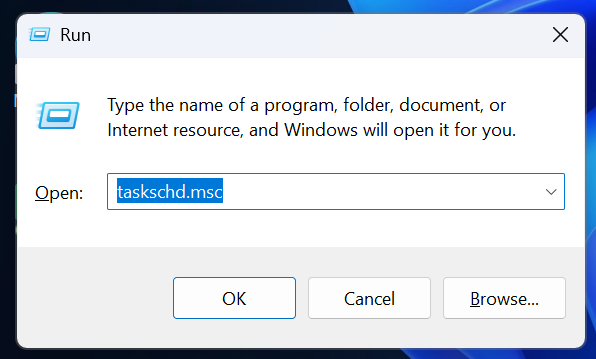 Run
Type the name of a program, folder, document, or
Internet resource, and Windows will open it for you.
Open:
taskschd.msc
OK
Cancel
Browse...